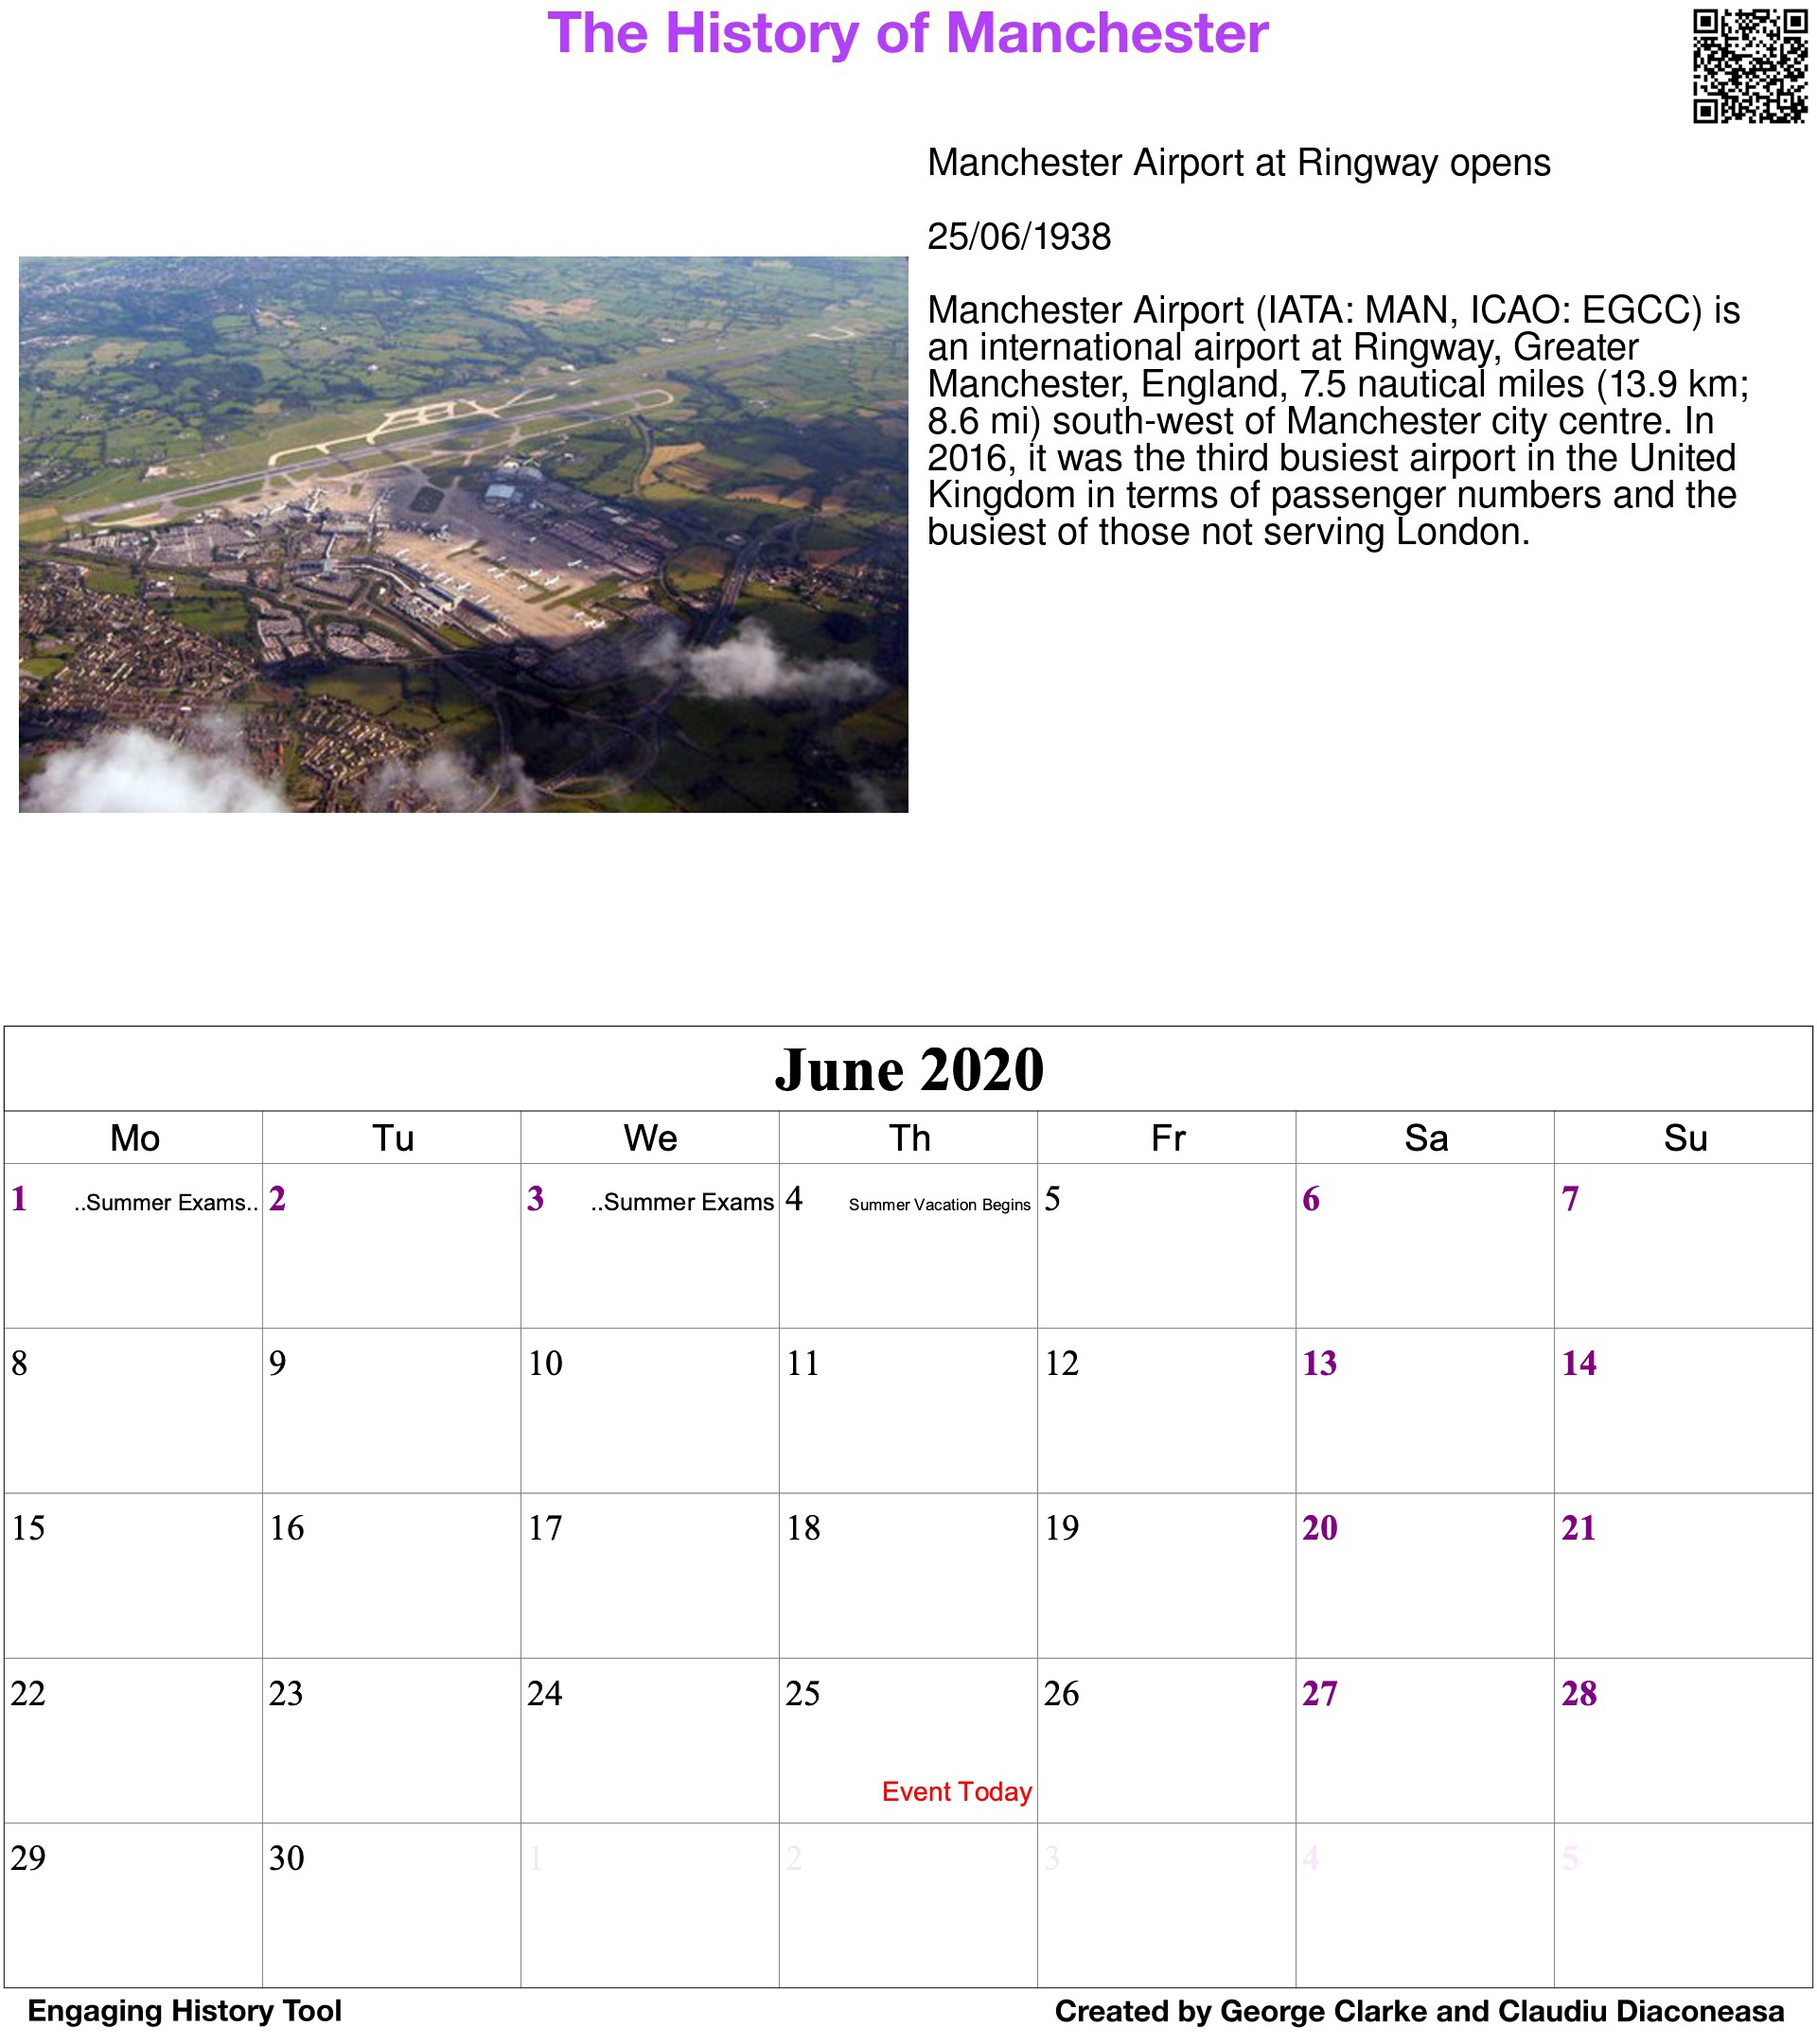 The History of Manchester
Manchester Airport at Ringway opens
25/06/1938
Manchester Airport (IATA: MAN, ICAO: EGCC) is
an international airport at Ringway, Greater
Manchester, England, 7.5 nautical miles (13.9 km;
8.6 mi) south-west of Manchester city centre. In
2016, it was the third busiest airport in the United
Kingdom in terms of passenger numbers and the
busiest of those not serving London.
June 2020
Mo Tu We Th Fr Sa Su
1 ..Summer Exams.. 2 3 ..Summer Exams 4 Summer Vacation Begins 5 6 7
8 9 10 11 12 13 14
15 16 17 18 19 20 21
22 23 24 25 26 27 28
Event Today
29 30 1 2 3 4 5
Engaging History Tool Created by George Clarke and Claudiu Diaconeasa